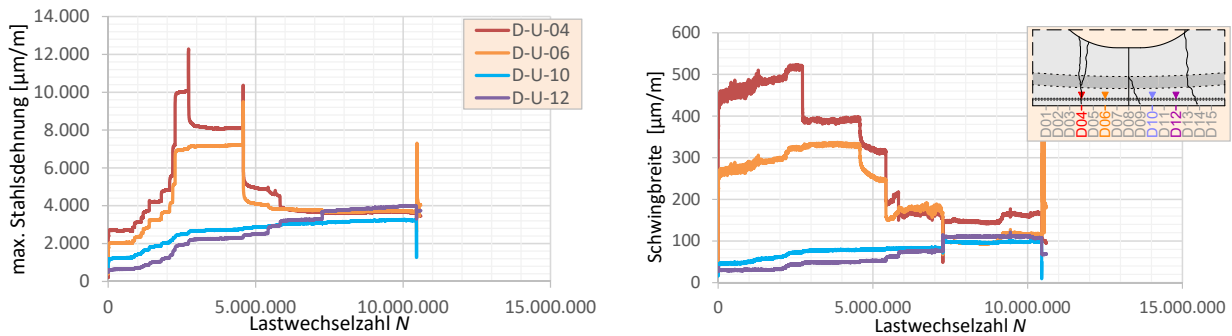 max. Stahlsdehnung [µm/m]
14.000
12.000
10.000
8.000
6.000
4.000
2.000
0
0
5.000.000
10.000.000
15.000.000
Lastwechselzahl N
D-U-04
D-U-06
D-U-10
D-U-12
Schwingbreite [µm/m]
600
500
400
300
200
100
0
0
5.000.000
10.000.000
15.000.000
Lastwechselzahl N
D01
D02
D03
D04
D05
D06
D07
D08
D09
D10
D11
D12
D13
D14
D15